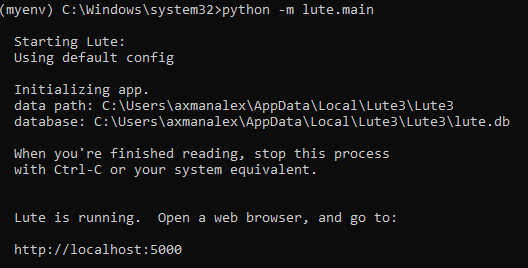 (myenv) C:\Windows\system32>python -m lute.main
Starting Lute:
Using default config
Initializing app.
data path: C:\Users\axmanalex\AppData\Local\Lute3\Lute3
database: C:\Users\axmanalex\AppData\Local\Lute3\Lute3\lute.db
When you're finished reading, stop this process
with Ctrl-C or your system equivalent.
Lute is running.  Open a web browser, and go to:
http://localhost:5000